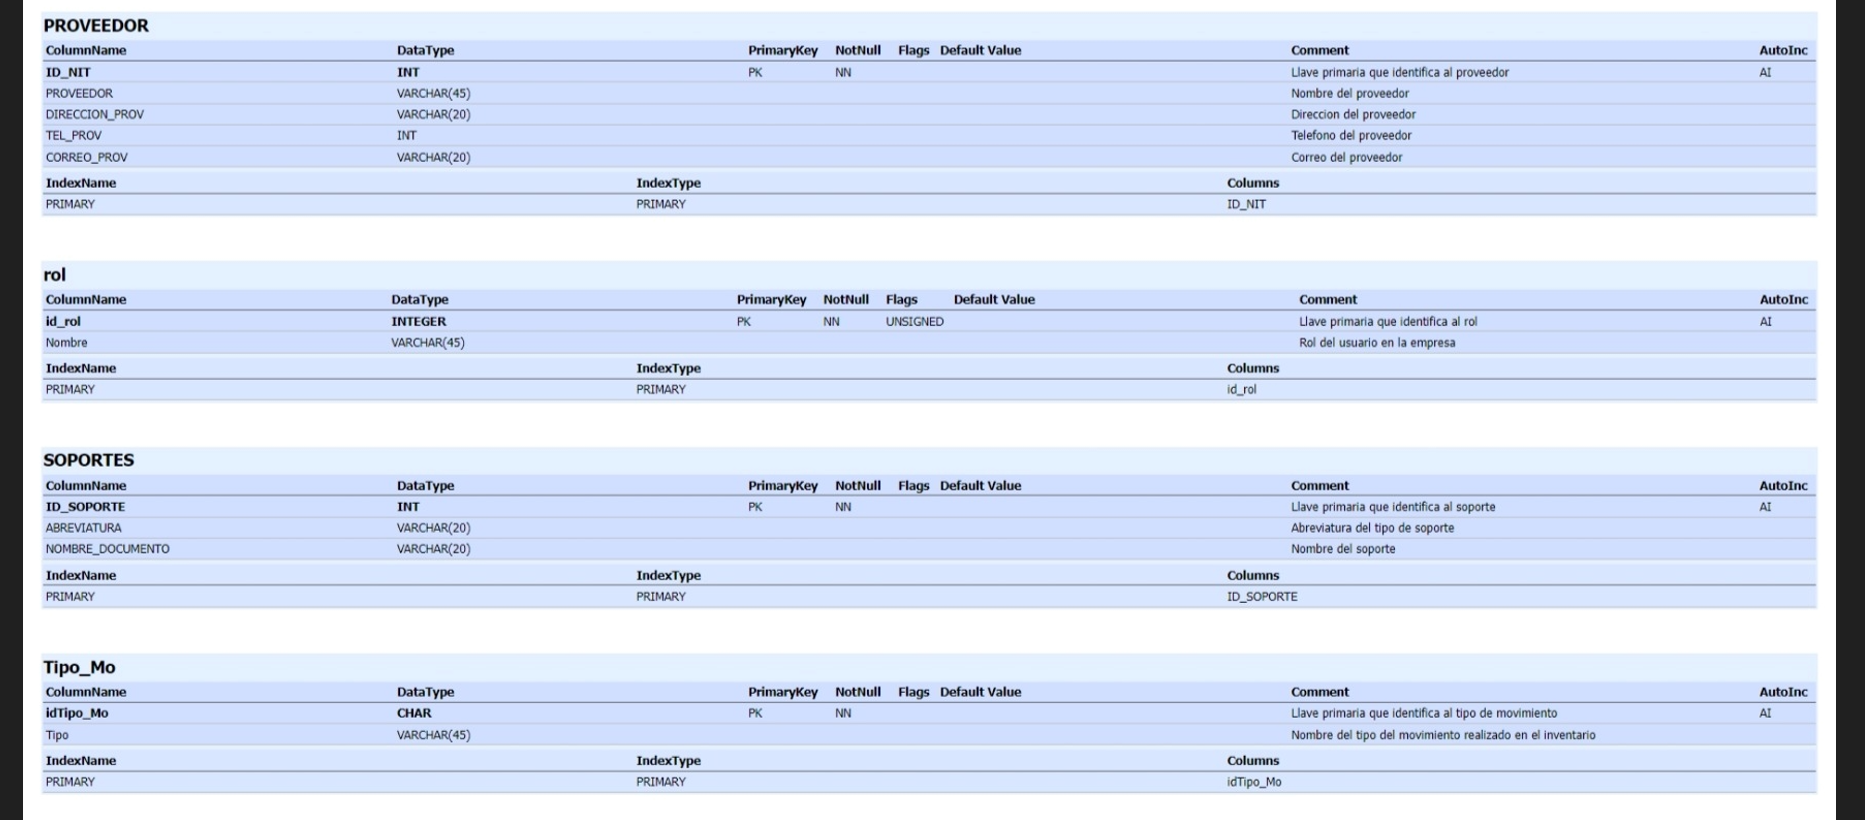 PROVEEDOR
ColumnName DataType PrimaryKey NotNull Flags Default Value Comment AutoInc
ID_NIT INT PK NN Llave primaria que identifica al proveedor AI
PROVEEDOR VARCHAR(45) Nombre del proveedor
DIRECCION_PROV VARCHAR(20) Direccion del proveedor
TEL_PROV INT Telefono del proveedor
CORREO_PROV VARCHAR(20) Correo del proveedor
IndexName IndexType Columns
PRIMARY PRIMARY ID_NIT
rol
ColumnName DataType PrimaryKey NotNull Flags Default Value Comment AutoInc
id_rol INTEGER PK NN UNSIGNED Llave primaria que identifica al rol AI
Nombre VARCHAR(45) Rol del usuario en la empresa
IndexName IndexType Columns
PRIMARY PRIMARY id_rol
SOPORTES
ColumnName DataType PrimaryKey NotNull Flags Default Value Comment AutoInc
ID_SOPORTE INT PK NN Llave primaria que identifica al soporte AI
ABREVIATURA VARCHAR(20) Abreviatura del tipo de soporte
NOMBRE_DOCUMENTO VARCHAR(20) Nombre del soporte
IndexName IndexType Columns
PRIMARY PRIMARY ID_SOPORTE
Tipo_Mo
ColumnName DataType PrimaryKey NotNull Flags Default Value Comment AutoInc
idTipo_Mo CHAR PK NN Llave primaria que identifica al tipo de movimiento AI
Tipo VARCHAR(45) Nombre del tipo del movimiento realizado en el inventario
IndexName IndexType Columns
PRIMARY PRIMARY idTipo_Mo